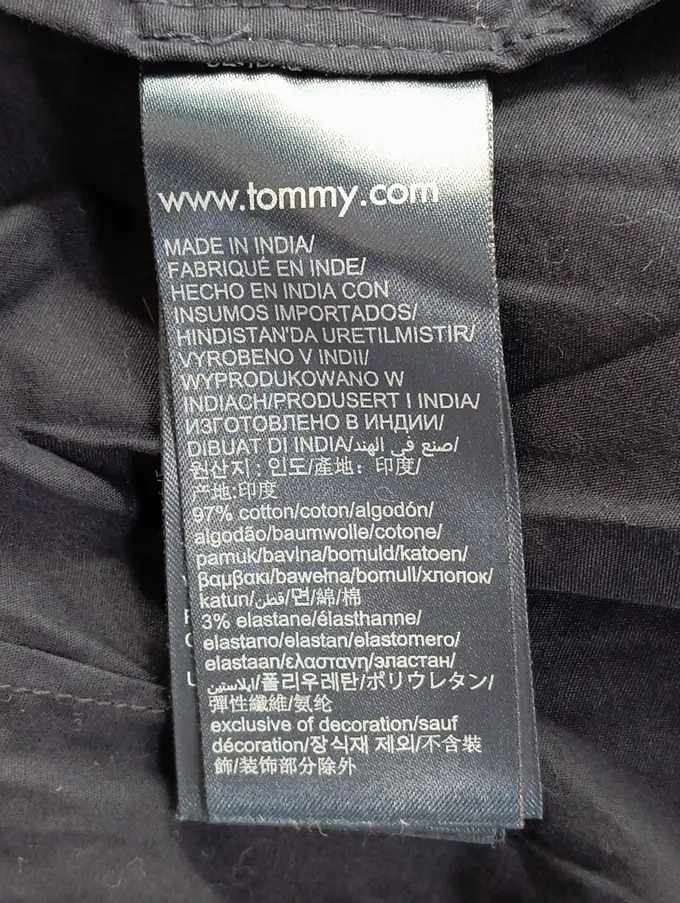 www.tommy.com
MADE IN INDIA/
FABRIQUÉ EN INDE/
HECHO EN INDIA CON
INSUMOS IMPORTADOS/
HINDISTAN'DA URETILMISTIR/
VYROBENO V INDII/
WYPRODUKOWANO W
INDIACH/PRODUSERT I INDIA/
ИЗГОТОВЛЕНО В ИНДИИ/
DIBUAT DI INDIA/صنع في الهند/
원산지 : 인도/產地： 印度/
产地:印度
97% cotton/coton/algodón/
algodão/baumwolle/cotone/
pamuk/bavlna/bomuld/katoen/
βαμβακι/bawełna/bomull/хлопок/
katun/قطن/면/綿/棉
3% elastane/élasthanne/
elastano/elastan/elastomero/
elastaan/ελαστανη/эластан/
ايلاستين/폴리우레탄/ポリウレタン/
彈性纖維/氨纶
exclusive of decoration/sauf
décoration/장식재 제외/不含裝
飾/装饰部分除外